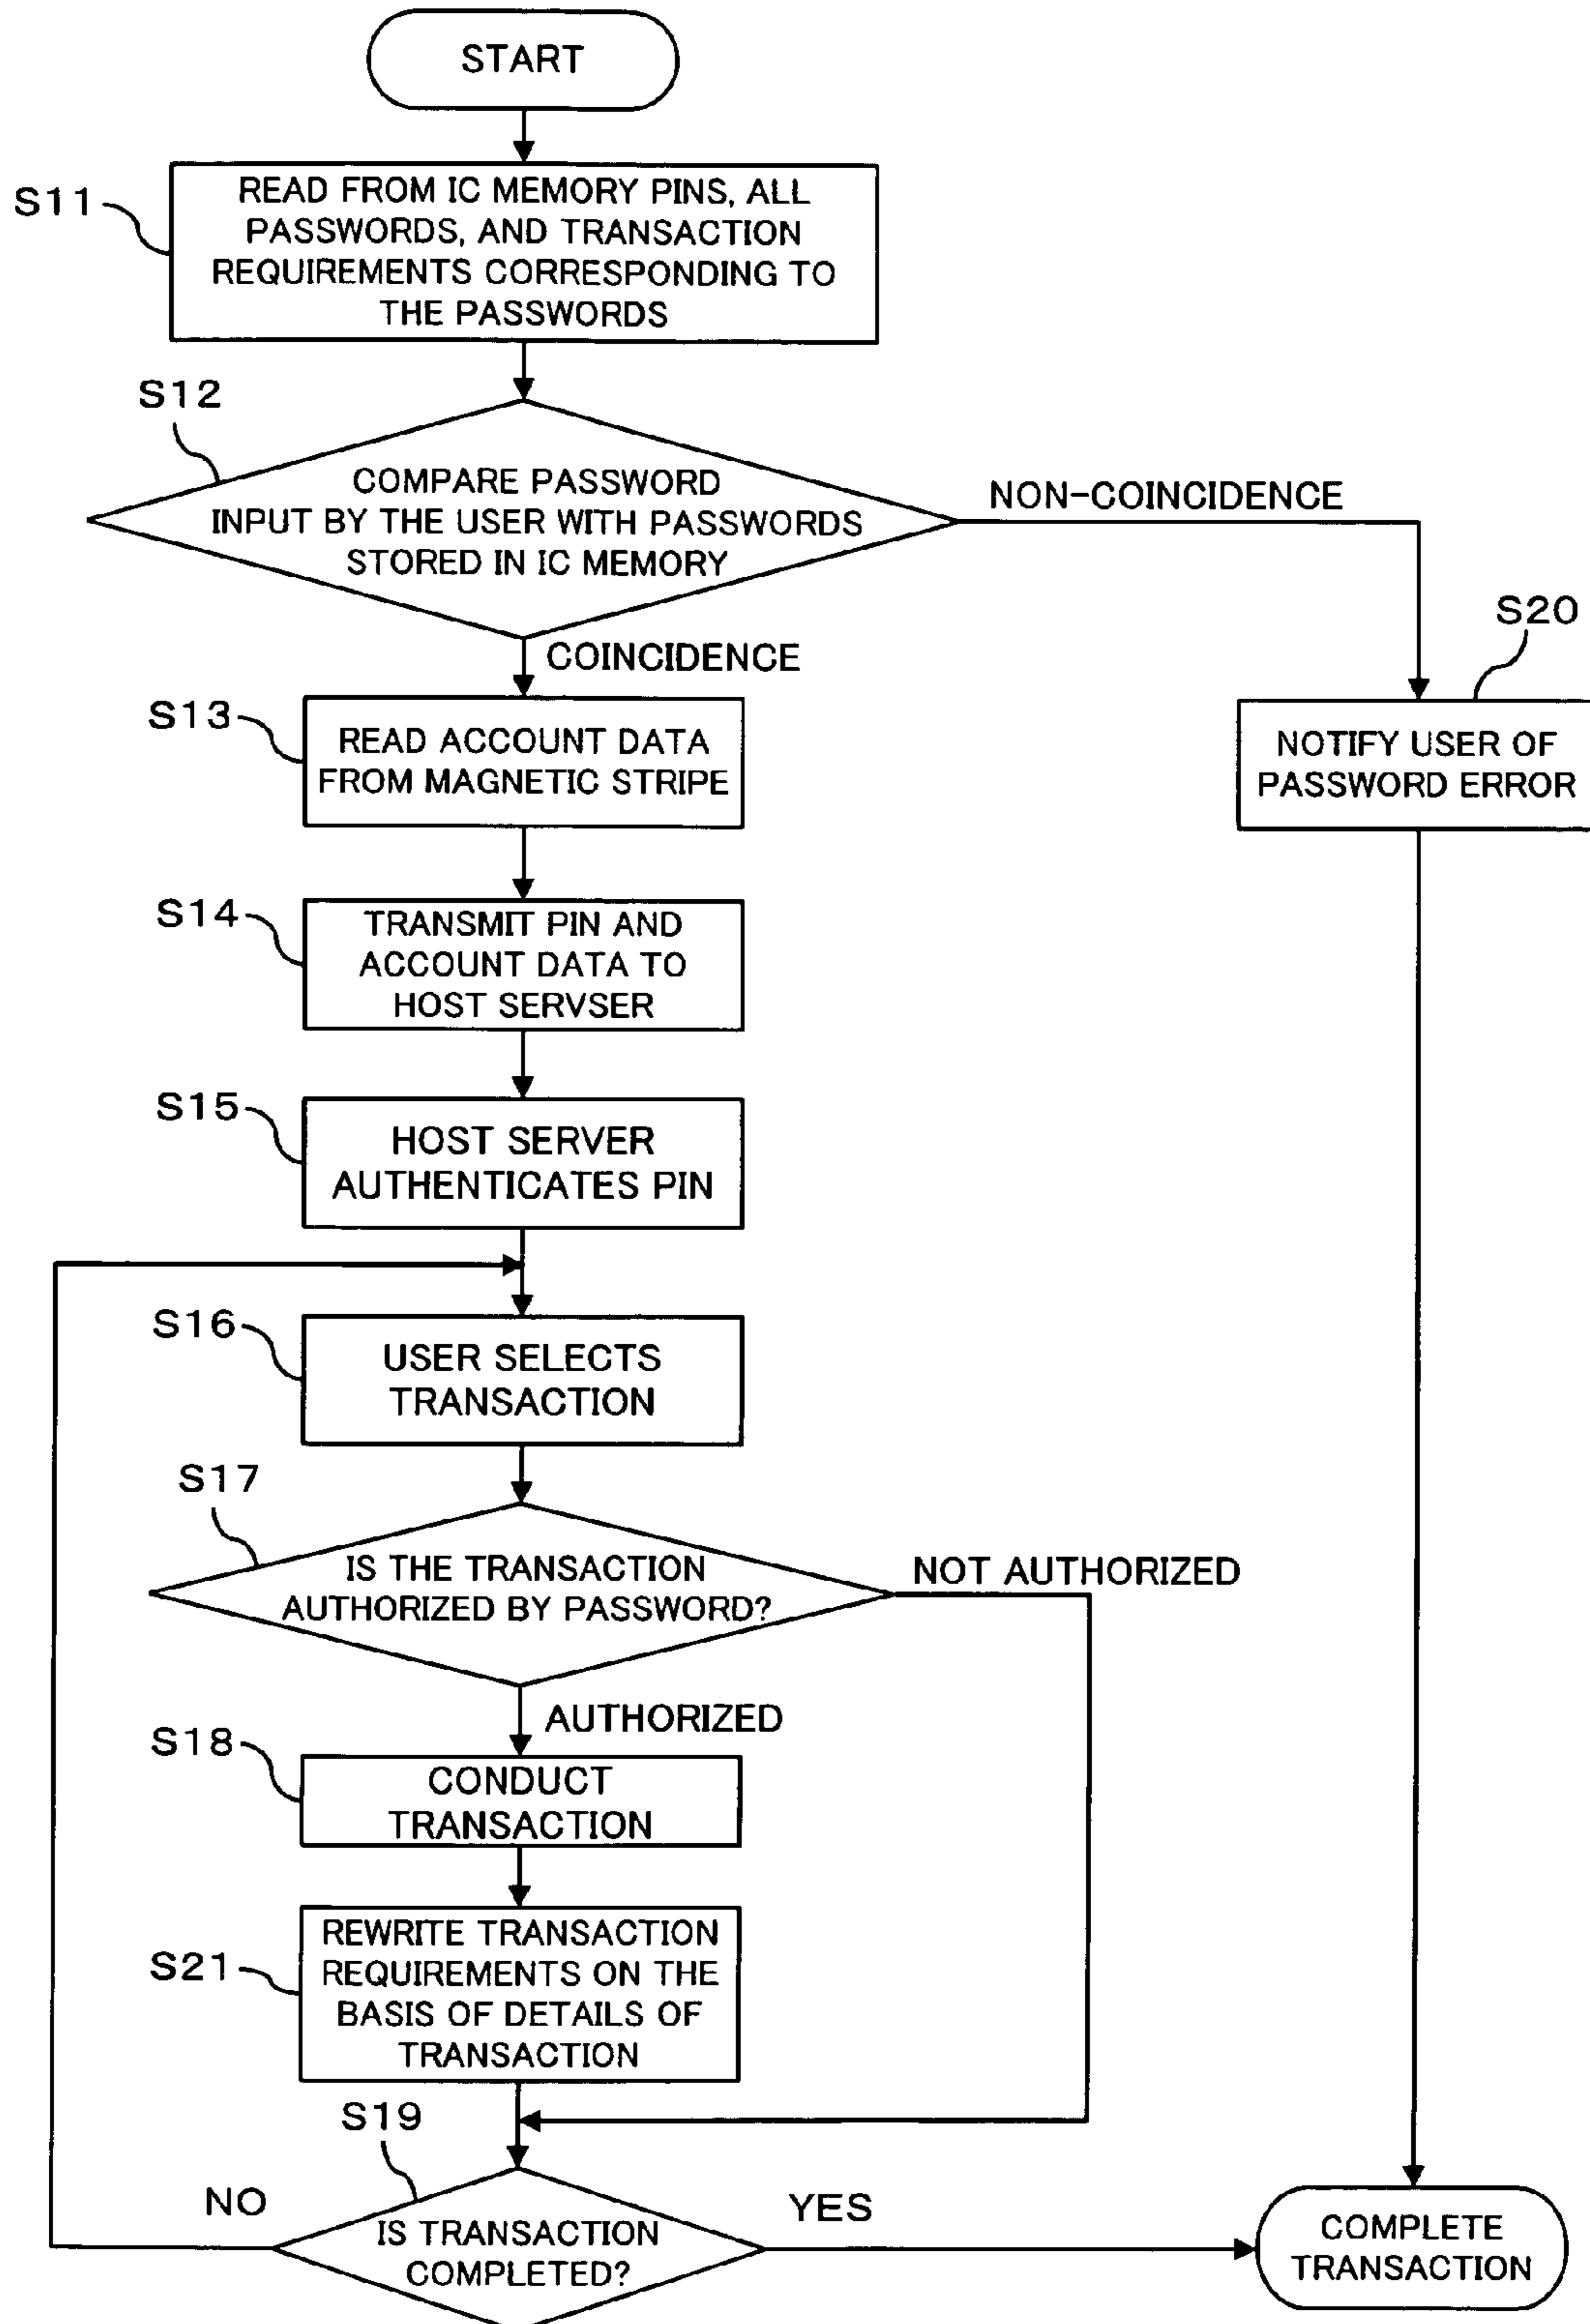 START
S11
READ FROM IC MEMORY PINS, ALL
PASSWORDS, AND TRANSACTION
REQUIREMENTS CORRESPONDING TO
THE PASSWORDS
S12
COMPARE PASSWORD
INPUT BY THE USER WITH PASSWORDS
STORED IN IC MEMORY
NON-COINCIDENCE
COINCIDENCE
S20
NOTIFY USER OF
PASSWORD ERROR
S13
READ ACCOUNT DATA
FROM MAGNETIC STRIPE
S14
TRANSMIT PIN AND
ACCOUNT DATA TO
HOST SERVSER
S15
HOST SERVER
AUTHENTICATES PIN
S16
USER SELECTS
TRANSACTION
S17
IS THE TRANSACTION
AUTHORIZED BY PASSWORD?
NOT AUTHORIZED
AUTHORIZED
S18
CONDUCT
TRANSACTION
S21
REWRITE TRANSACTION
REQUIREMENTS ON THE
BASIS OF DETAILS OF
TRANSACTION
S19
NO
IS TRANSACTION
COMPLETED?
YES
COMPLETE
TRANSACTION